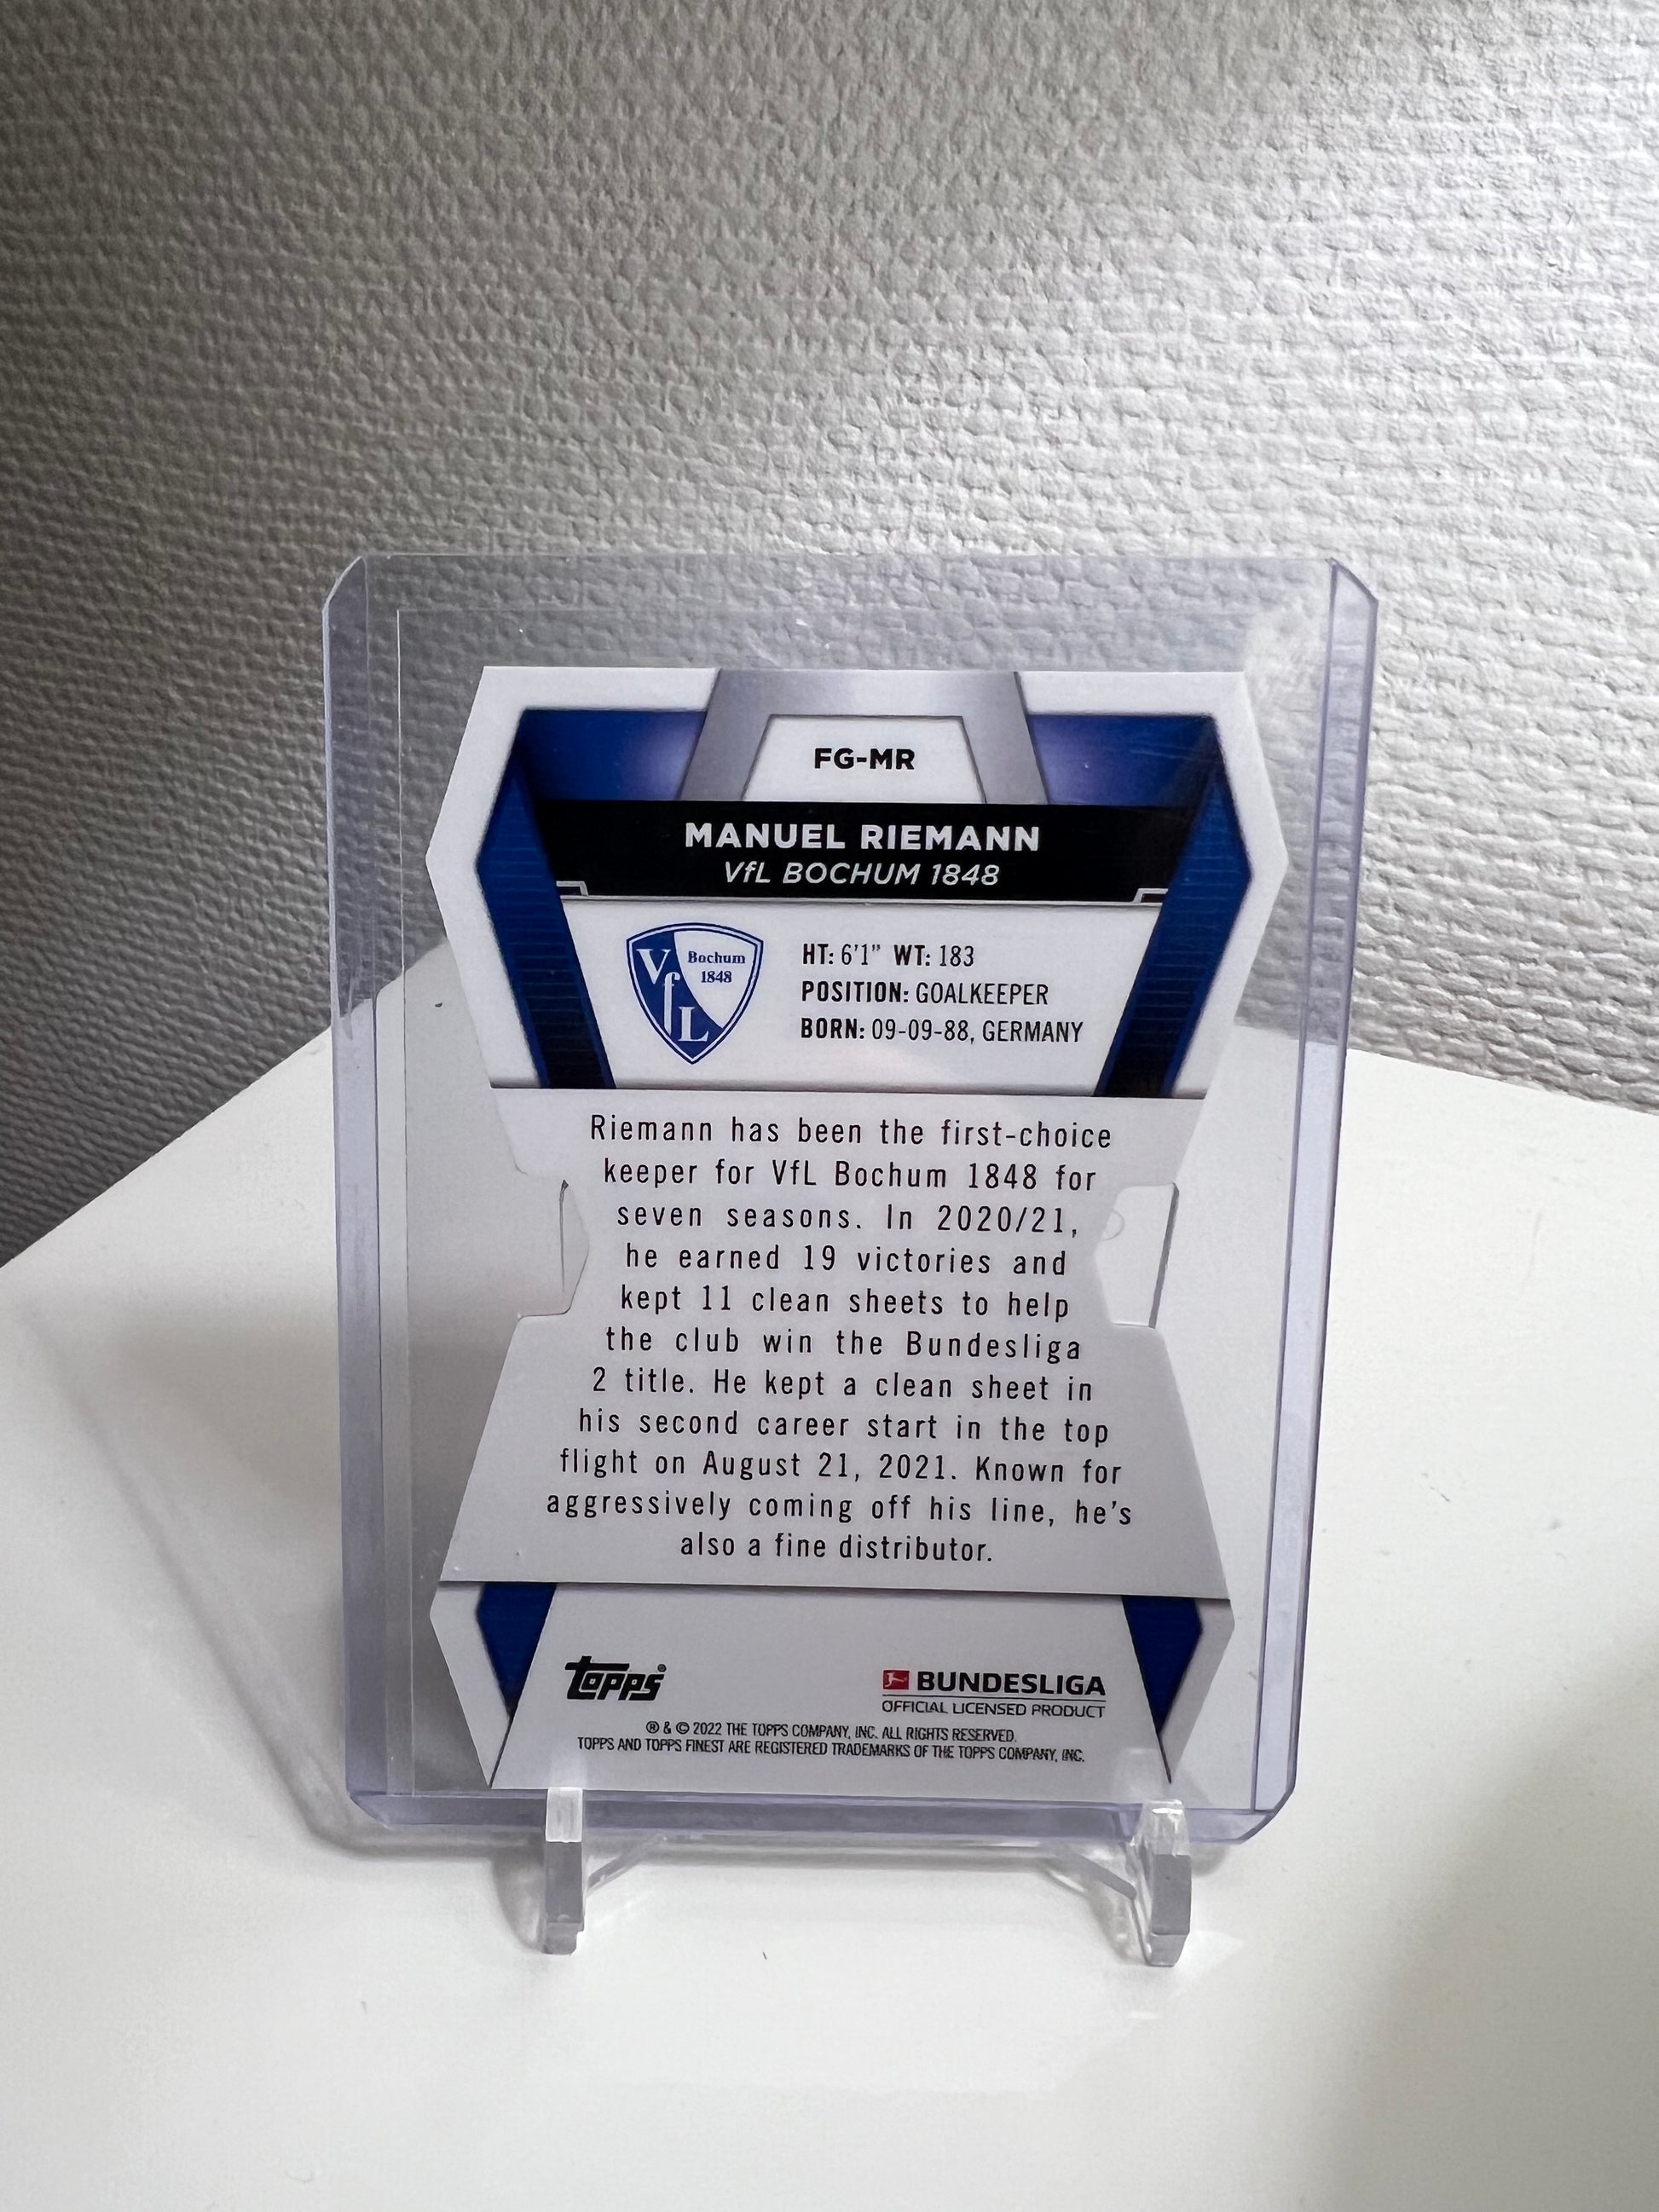 FG-MR
MANUEL RIEMANN
VfL BOCHUM 1848
VfL
Bochum
1848
HT: 6'1" WT: 183
POSITION: GOALKEEPER
BORN: 09-09-88, GERMANY
Riemann has been the first-choice
keeper for VfL Bochum 1848 for
seven seasons. In 2020/21,
he earned 19 victories and
kept 11 clean sheets to help
the club win the Bundesliga
2 title. He kept a clean sheet in
his second career start in the top
flight on August 21, 2021. Known for
aggressively coming off his line, he's
also a fine distributor.
topps®
BUNDESLIGA
OFFICIAL LICENSED PRODUCT
® & © 2022 THE TOPPS COMPANY, INC. ALL RIGHTS RESERVED.
TOPPS AND TOPPS FINEST ARE REGISTERED TRADEMARKS OF THE TOPPS COMPANY, INC.